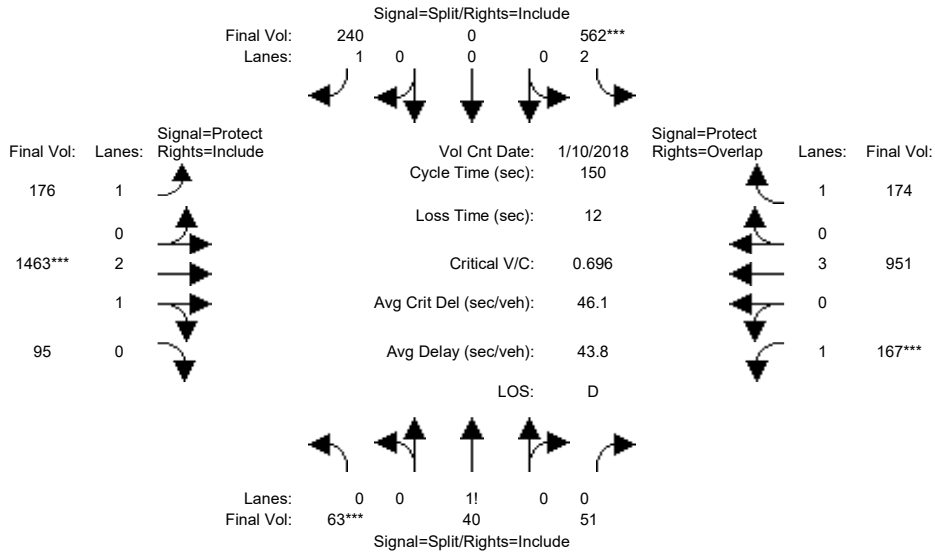 Signal=Split/Rights=Include
Final Vol: 240 0 562***
Lanes: 1 0 0 0 2
Signal=Protect
Final Vol: Lanes: Rights=Include
Vol Cnt Date: 1/10/2018
Signal=Protect
Rights=Overlap Lanes: Final Vol:
Cycle Time (sec): 150
176 1
1 174
Loss Time (sec): 12
0
0
1463*** 2
Critical V/C: 0.696
3 951
1
Avg Crit Del (sec/veh): 46.1
0
95 0
Avg Delay (sec/veh): 43.8
1 167***
LOS: D
Lanes: 0 0 1! 0 0
Final Vol: 63*** 40 51
Signal=Split/Rights=Include